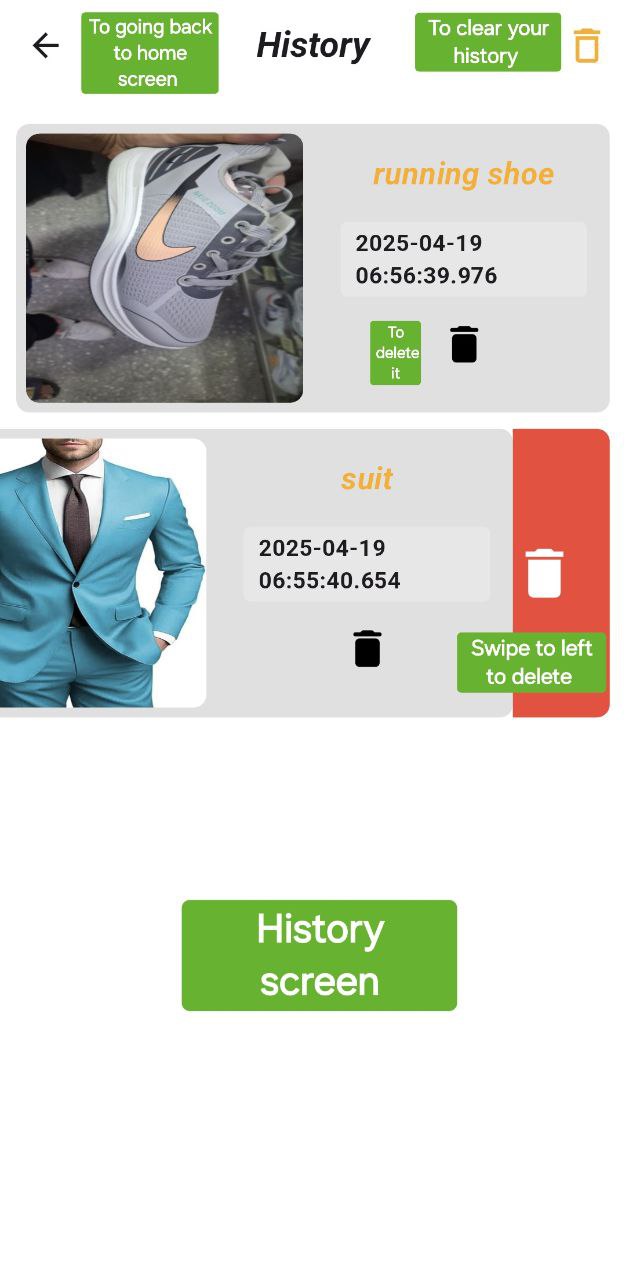 To going back
to home
screen
History
To clear your
history
running shoe
2025-04-19
06:56:39.976
To
delete
it
suit
2025-04-19
06:55:40.654
Swipe to left
to delete
History
screen